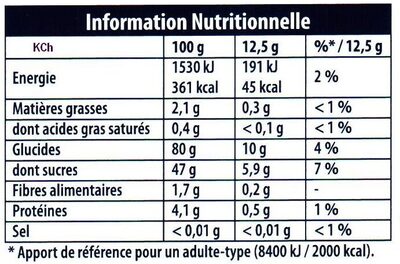 Information Nutritionnelle
KCh 100 g 12,5 g %* / 12,5 g
Energie 1530 kJ 191 kJ 2 %
361 kcal 45 kcal
Matières grasses 2,1 g 0,3 g < 1 %
dont acides gras saturés 0,4 g < 0,1 g < 1 %
Glucides 80 g 10 g 4 %
dont sucres 47 g 5,9 g 7 %
Fibres alimentaires 1,7 g 0,2 g -
Protéines 4,1 g 0,5 g 1 %
Sel < 0,01 g < 0,01 g < 1 %
* Apport de référence pour un adulte-type (8400 kJ / 2000 kcal).